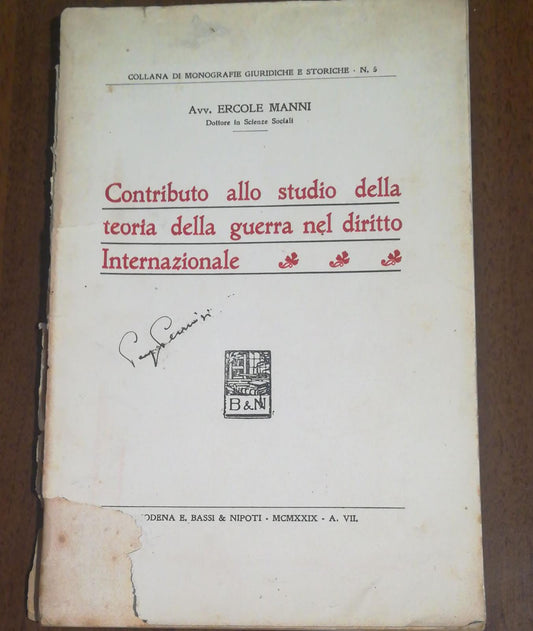 COLLANA DI MONOGRAFIE GIURIDICHE E STORICHE - N. 5
Avv. ERCOLE MANNI
Dottore in Scienze Sociali
Contributo allo studio della
teoria della guerra nel diritto
Internazionale
B & N
ODENA E. BASSI & NIPOTI - MCMXXIX - A. VII.